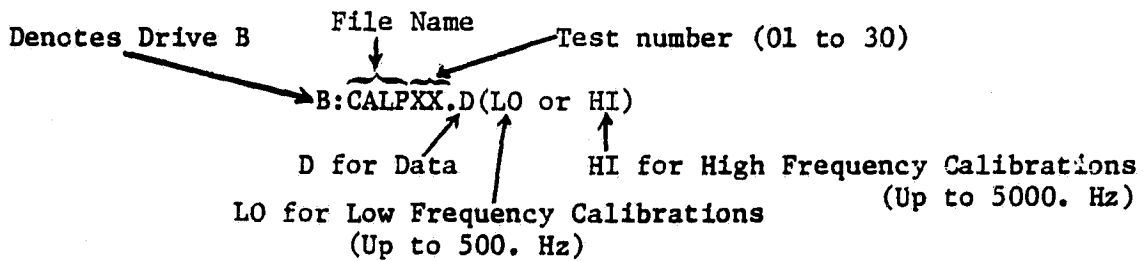 File Name
Denotes Drive B
Test number (01 to 30)
B:CALPXX.D(LO or HI)
D for Data
HI for High Frequency Calibrations
(Up to 5000. Hz)
LO for Low Frequency Calibrations
(Up to 500. Hz)